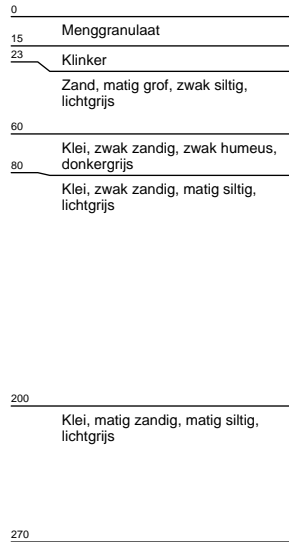 0
Menggranulaat
15
23
Klinker
Zand, matig grof, zwak siltig,
lichtgrijs
60
Klei, zwak zandig, zwak humeus,
donkergrijs
80
Klei, zwak zandig, matig siltig,
lichtgrijs
200
Klei, matig zandig, matig siltig,
lichtgrijs
270